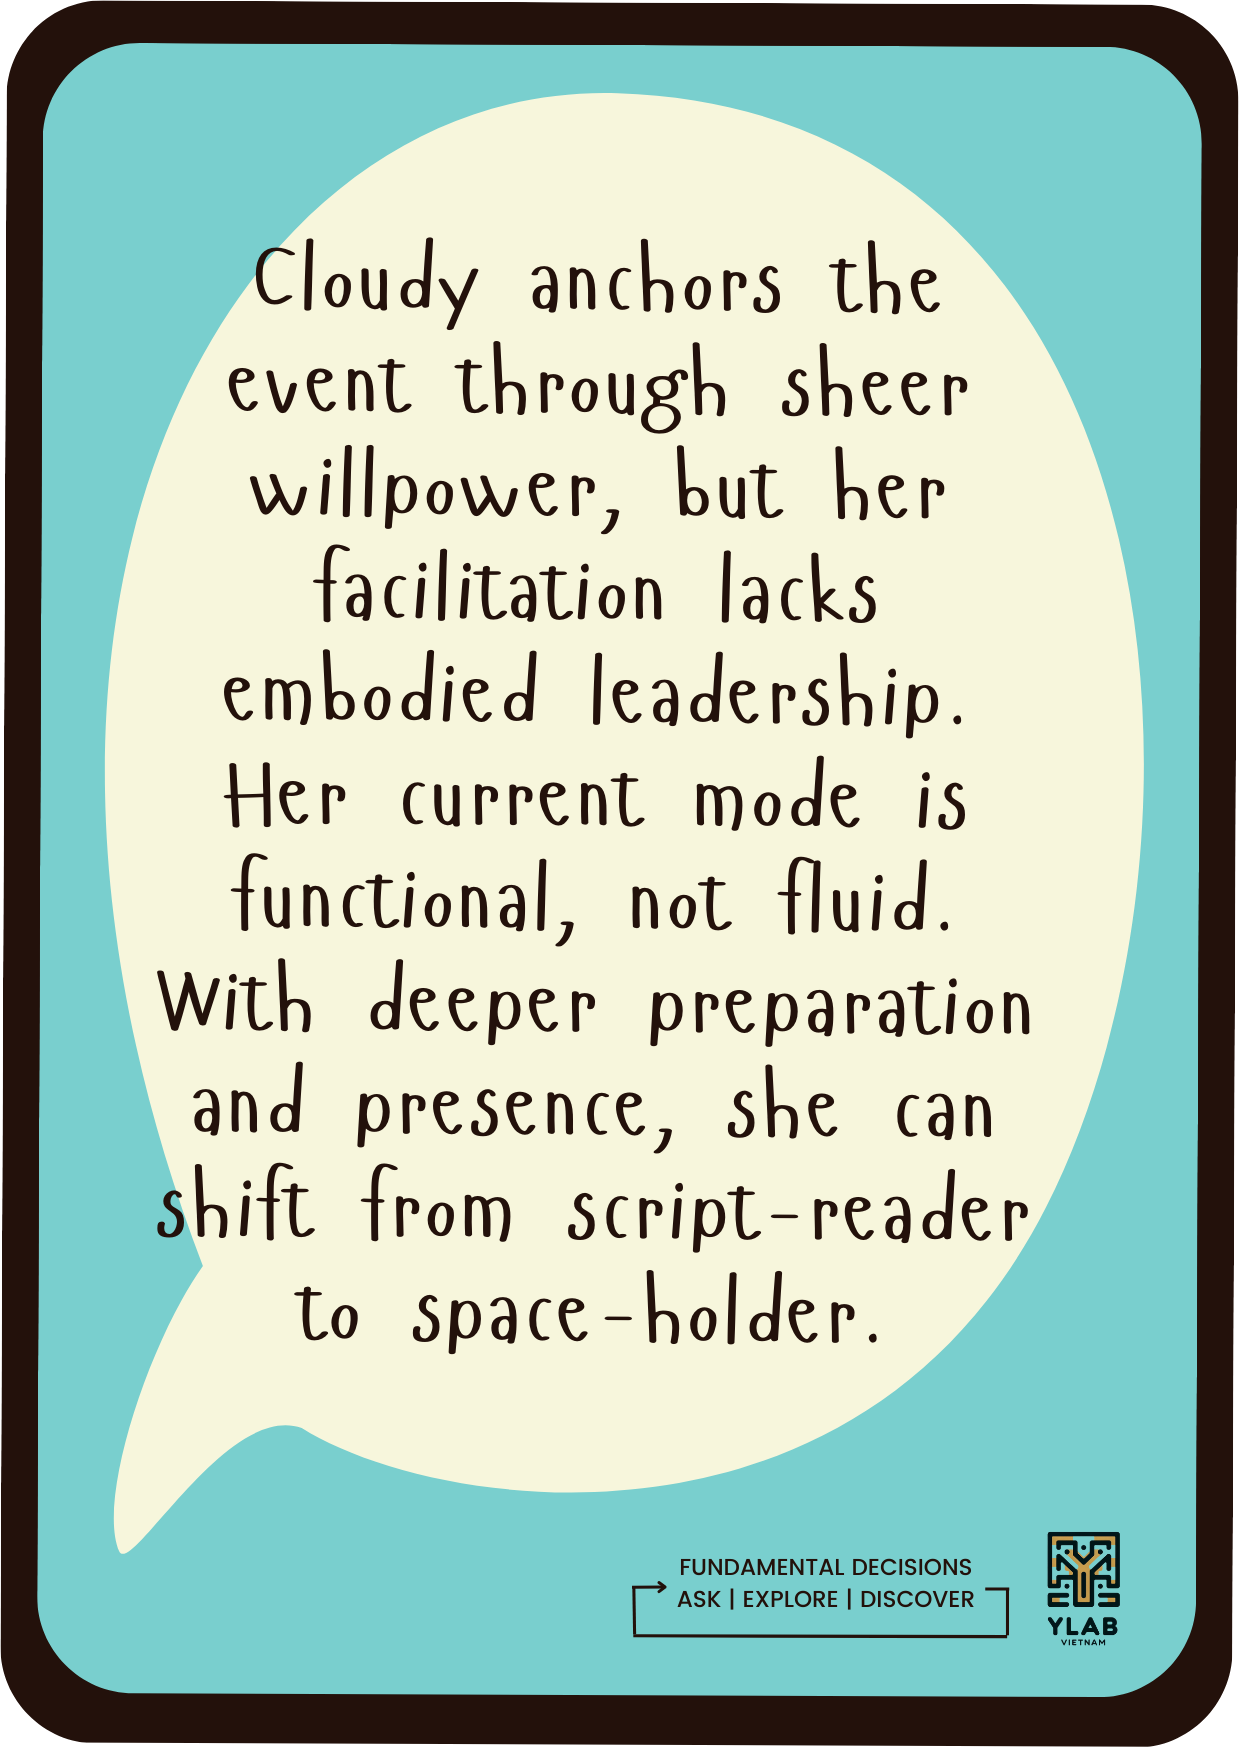 Cloudy anchors the
event through sheer
willpower, but her
facilitation lacks
embodied leadership.
Her current mode is
functional, not fluid.
With deeper preparation
and presence, she can
shift from script-reader
to space-holder.
FUNDAMENTAL DECISIONS
ASK | EXPLORE | DISCOVER
YLAB
VIETNAM